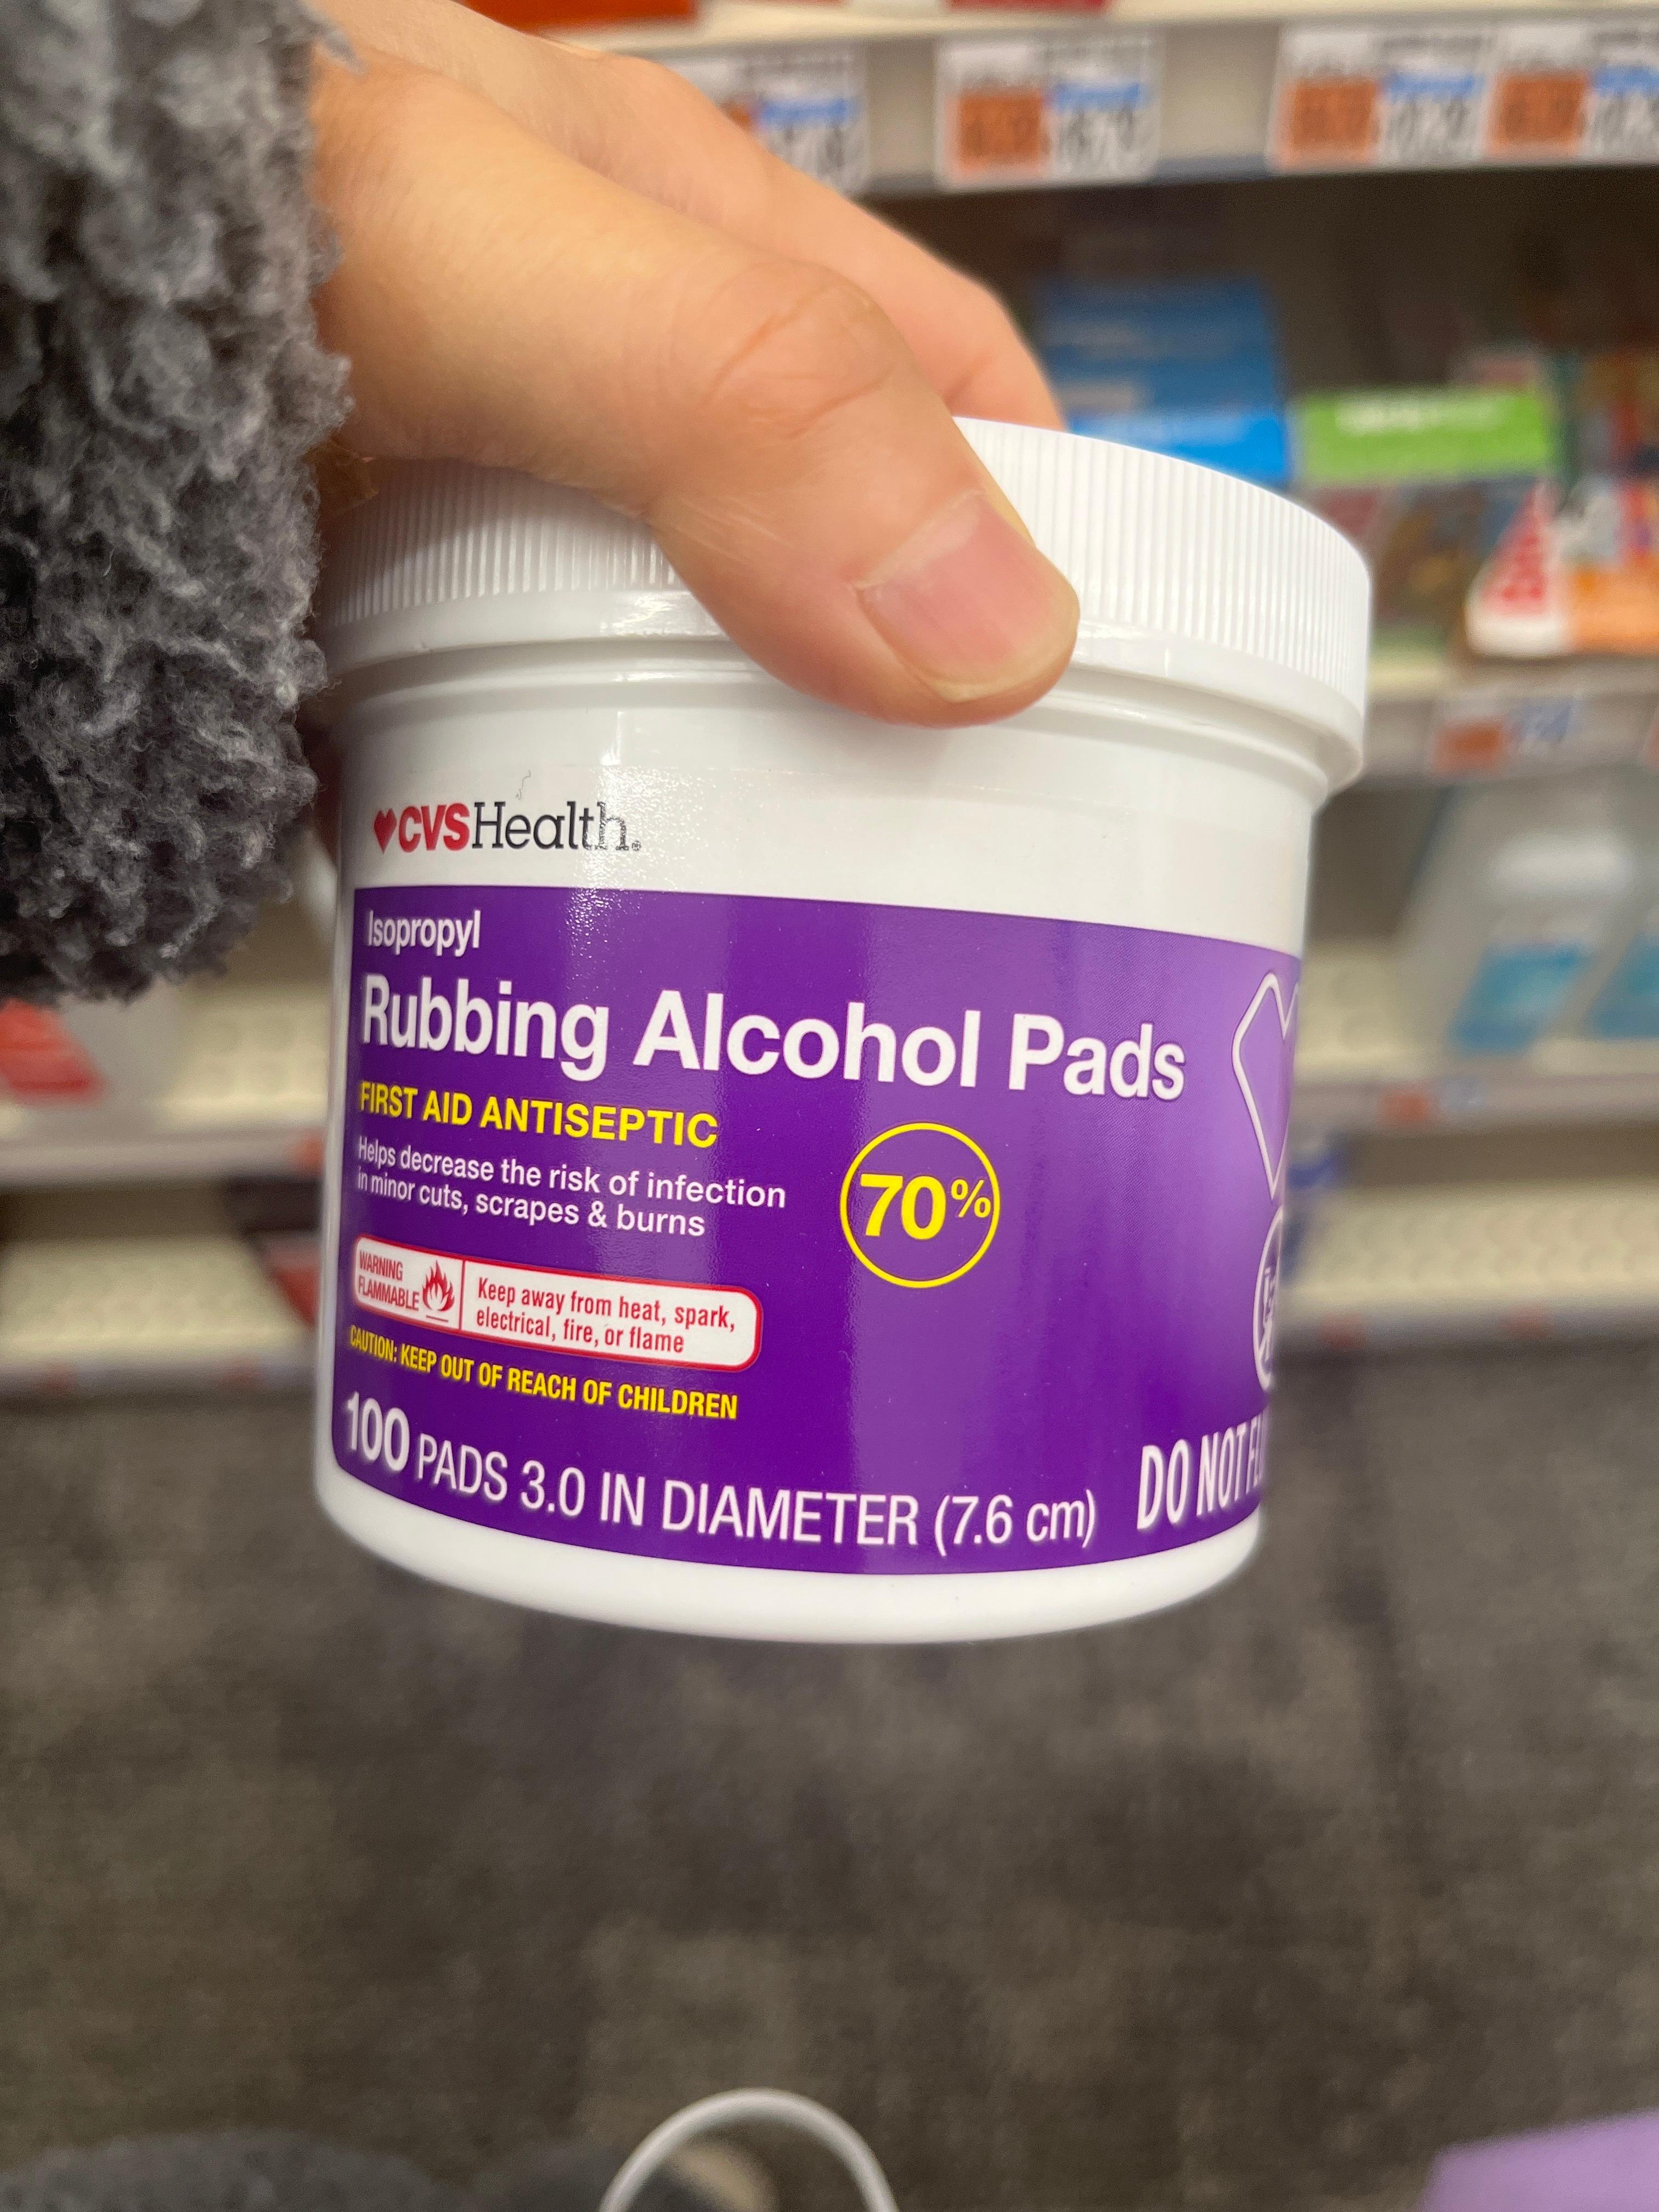 CVSHealth.
Isopropyl
Rubbing Alcohol Pads
FIRST AID ANTISEPTIC
Helps decrease the risk of infection
in minor cuts, scrapes & burns
70%
WARNING
FLAMMABLE
Keep away from heat, spark,
electrical, fire, or flame
CAUTION: KEEP OUT OF REACH OF CHILDREN
100 PADS 3.0 IN DIAMETER (7.6 cm)
DO NOT